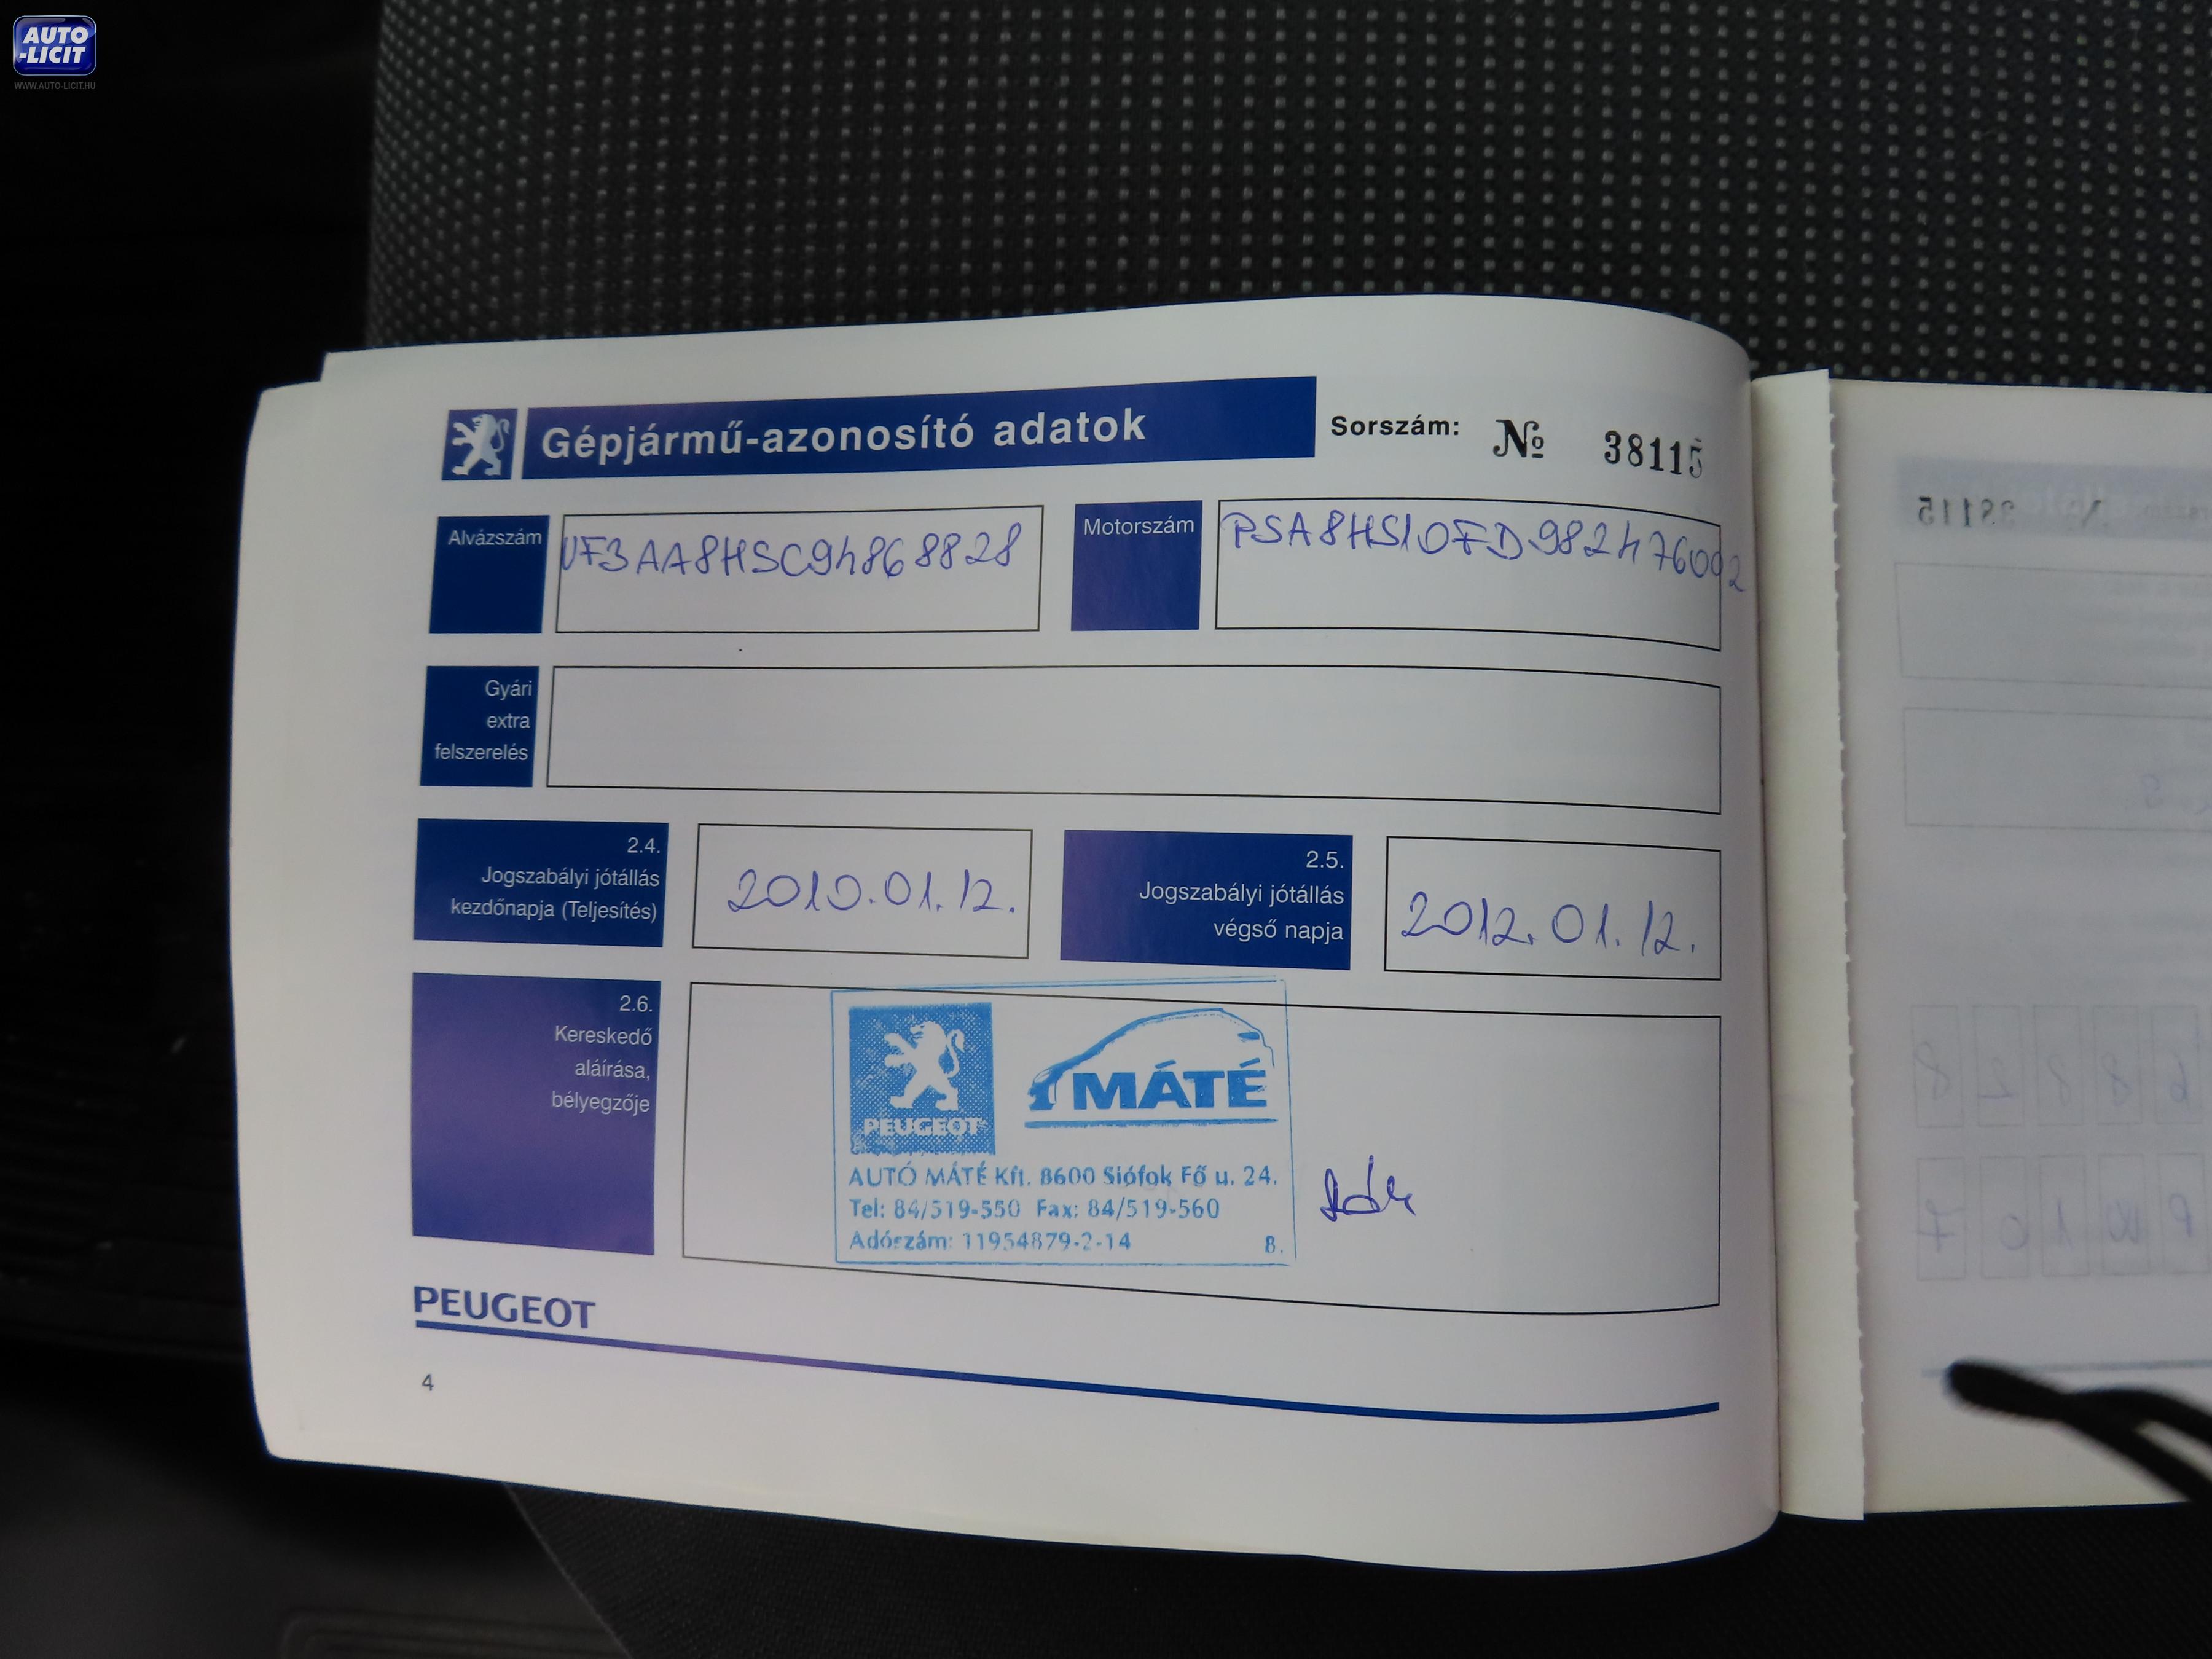 AUTO
-LICIT
WWW.AUTO-LICIT.HU
Gépjármű-azonosító adatok
Sorszám: № 38115
Alvázszám
VF3AA8HSC94868828
Motorszám
PSA8HS10FD9824760092
Gyári
extra
felszerelés
2.4.
Jogszabályi jótállás
kezdőnapja (Teljesítés)
2010.01.12.
2.5.
Jogszabályi jótállás
végső napja
2012.01.12.
2.6.
Kereskedő
aláírása,
bélyegzője
PEUGEOT
MÁTÉ
AUTÓ MÁTÉ Kft. 8600 Siófok Fő u. 24.
Tel: 84/519-550 Fax: 84/519-560
Adószám: 11954879-2-14 8.
PEUGEOT
4